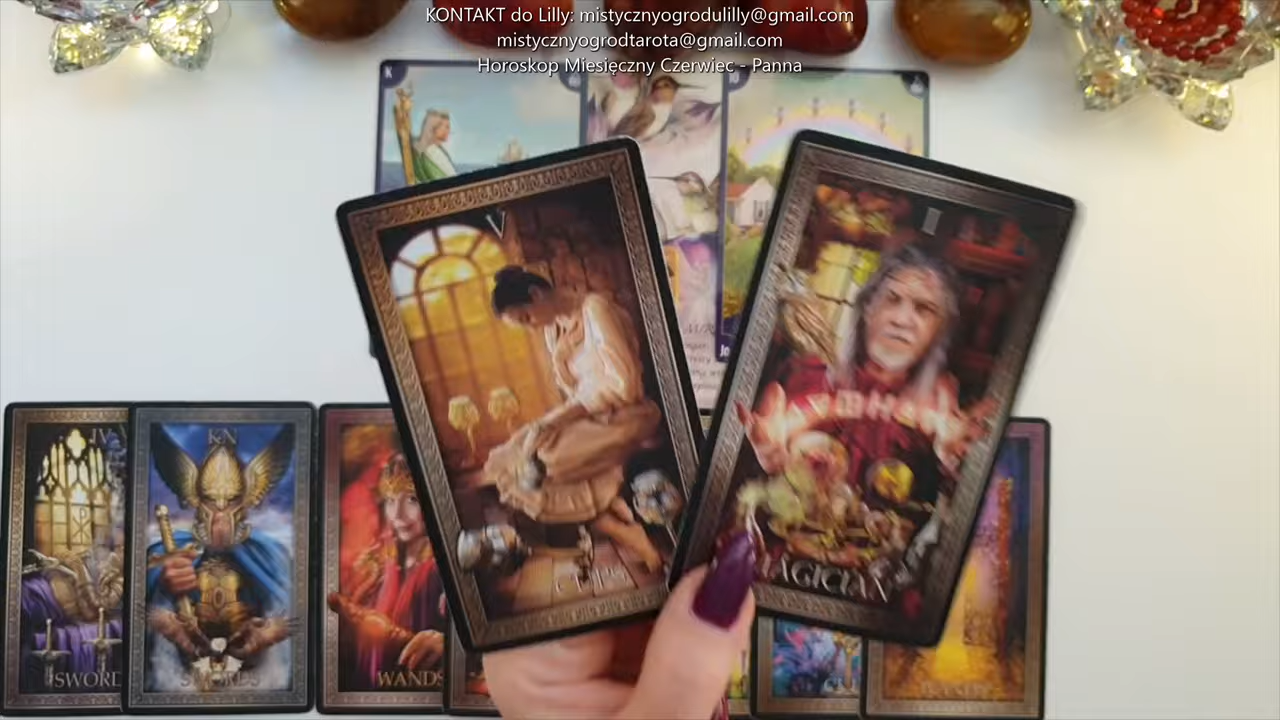 KONTAKT do Lilly: mistycznyogrodulilly@gmail.com
mistycznyogrodtarota@gmail.com
Horoskop Miesięczny Czerwiec - Panna
K
V
I
CUPS
MAGICIAN
IV
KN
SWORD
SWORDS
WANDS